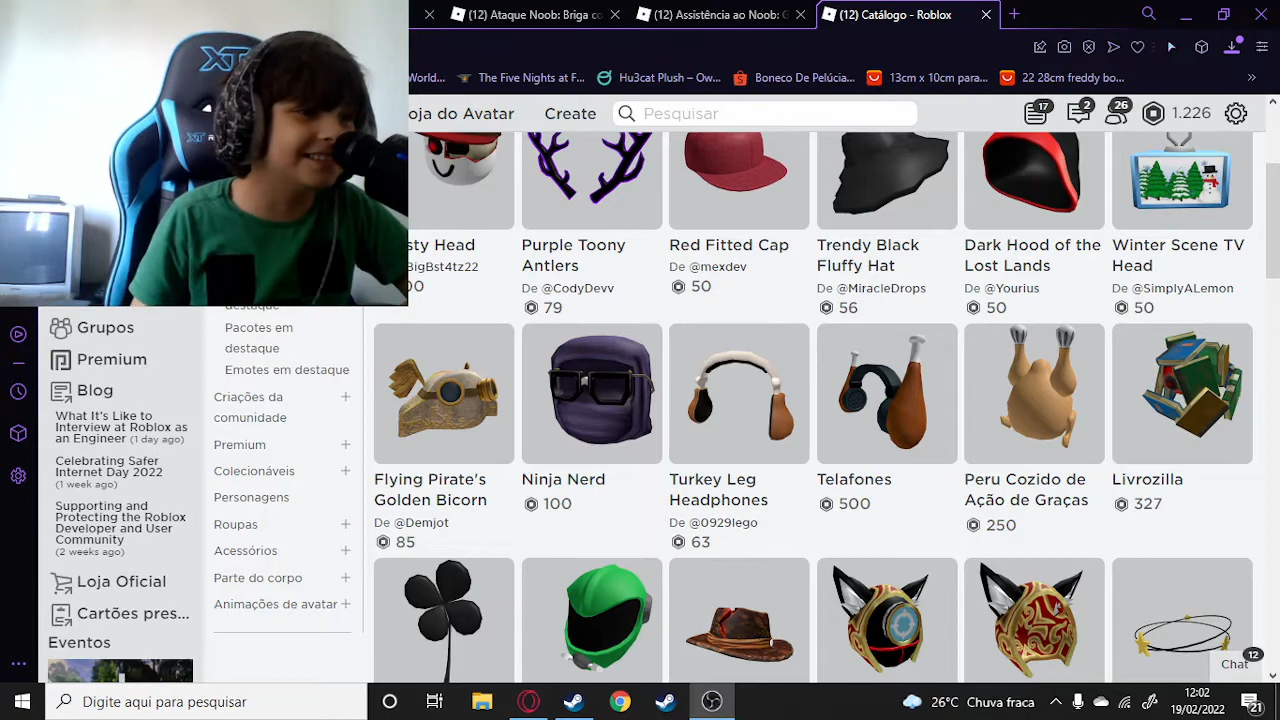 (12) Ataque Noob: Briga co
(12) Assistência ao Noob: G
(12) Catálogo - Roblox
World...
The Five Nights at F...
Hu3cat Plush – Ow...
Boneco De Pelúcia...
13cm x 10cm para...
22 28cm freddy bo...
oja do Avatar
Create
Pesquisar
17
2
26
1.226
XT
XT
sty Head
BigBst4tz22
00
Purple Toony
Antlers
De @CodyDevv
79
Red Fitted Cap
De @mexdev
50
Trendy Black
Fluffy Hat
De @MiracleDrops
56
Dark Hood of the
Lost Lands
De @Yourius
50
Winter Scene TV
Head
De @SimplyALemon
50
Grupos
Premium
Blog
What It's Like to
Interview at Roblox as
an Engineer (1 day ago)
Celebrating Safer
Internet Day 2022
(1 week ago)
Supporting and
Protecting the Roblox
Developer and User
Community
(2 weeks ago)
Loja Oficial
Cartões pres...
Eventos
destaque
Pacotes em
destaque
Emotes em destaque
Criações da
comunidade
Premium
Colecionáveis
Personagens
Roupas
Acessórios
Parte do corpo
Animações de avatar
Flying Pirate's
Golden Bicorn
De @Demjot
85
Ninja Nerd
100
Turkey Leg
Headphones
De @0929lego
63
Telafones
500
Peru Cozido de
Ação de Graças
250
Livrozilla
327
Chat
12
Digite aqui para pesquisar
26°C Chuva fraca
12:02
19/02/2022
21